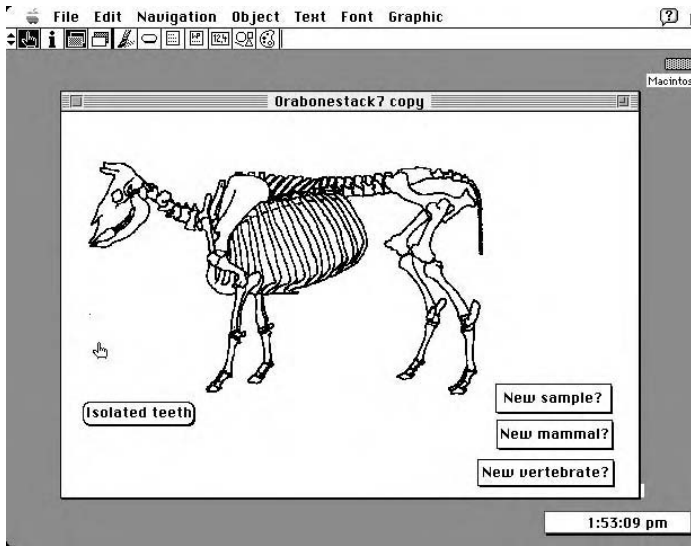 File Edit Navigation Object Text Font Graphic
Macintos
Orabonestack7 copy
Isolated teeth
New sample?
New mammal?
New vertebrate?
1:53:09 pm